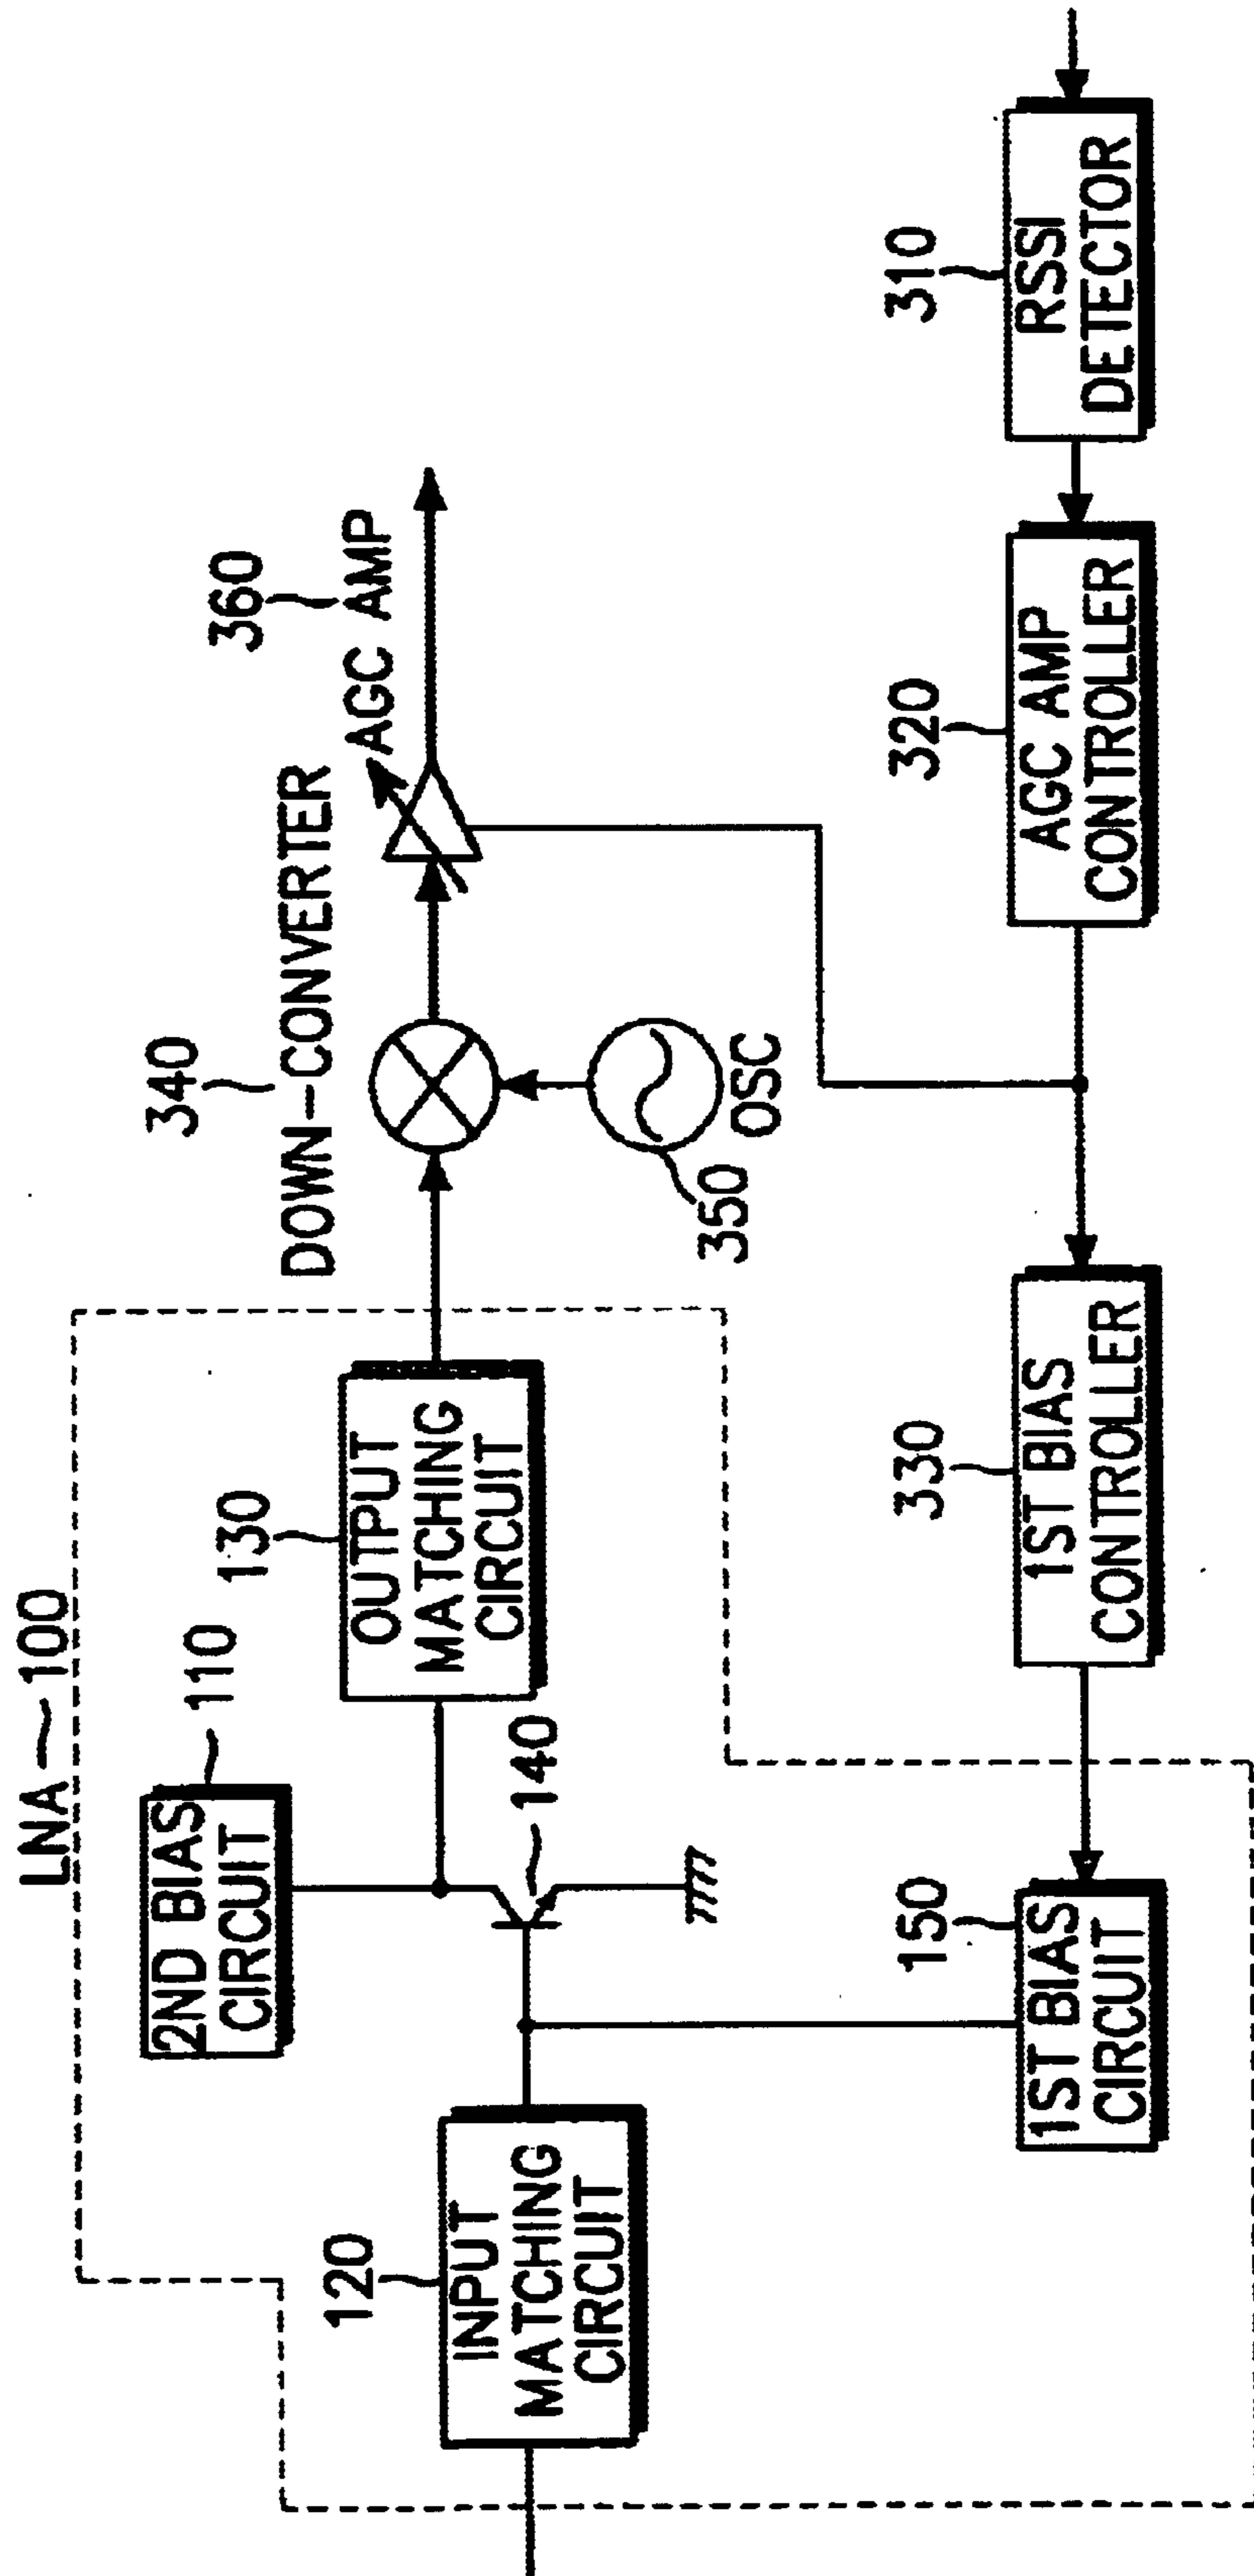 LNA 100
2ND BIAS
CIRCUIT
110
340
DOWN-CONVERTER
360
AGC AMP
120
INPUT
MATCHING
CIRCUIT
140
130
OUTPUT
MATCHING
CIRCUIT
350
OSC
150
1ST BIAS
CIRCUIT
330
1ST BIAS
CONTROLLER
320
AGC AMP
CONTROLLER
310
RSSI
DETECTOR